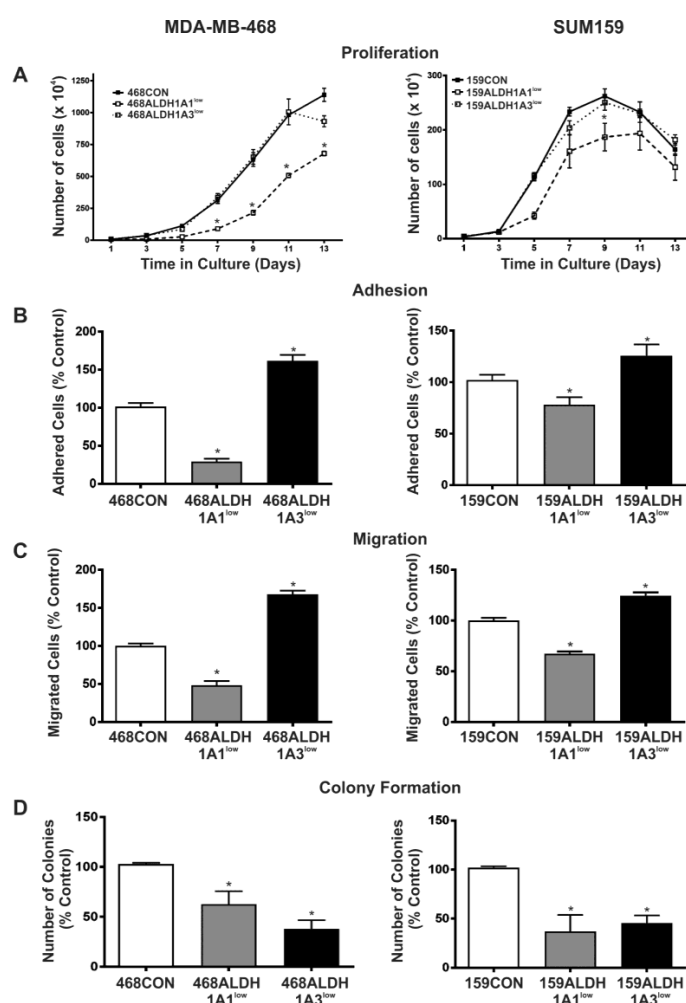 MDA-MB-468 SUM159
Proliferation
A
Number of cells (x 10⁴)
1250
1000
750
500
250
0
468CON
468ALDH1A1ˡᵒʷ
468ALDH1A3ˡᵒʷ
* * * *
1 3 5 7 9 11 13
Time in Culture (Days)
Number of cells (x 10⁴)
300
200
100
0
159CON
159ALDH1A1ˡᵒʷ
159ALDH1A3ˡᵒʷ
*
1 3 5 7 9 11 13
Time in Culture (Days)
Adhesion
B
Adhered Cells (% Control)
200
150
100
50
0
* *
468CON 468ALDH 468ALDH
1A1ˡᵒʷ 1A3ˡᵒʷ
Adhered Cells (% Control)
150
100
50
0
* *
159CON 159ALDH 159ALDH
1A1ˡᵒʷ 1A3ˡᵒʷ
Migration
C
Migrated Cells (% Control)
200
150
100
50
0
* *
468CON 468ALDH 468ALDH
1A1ˡᵒʷ 1A3ˡᵒʷ
Migrated Cells (% Control)
150
100
50
0
* *
159CON 159ALDH 159ALDH
1A1ˡᵒʷ 1A3ˡᵒʷ
Colony Formation
D
Number of Colonies
(% Control)
150
100
50
0
* *
468CON 468ALDH 468ALDH
1A1ˡᵒʷ 1A3ˡᵒʷ
Number of Colonies
(% Control)
150
100
50
0
* *
159CON 159ALDH 159ALDH
1A1ˡᵒʷ 1A3ˡᵒʷ